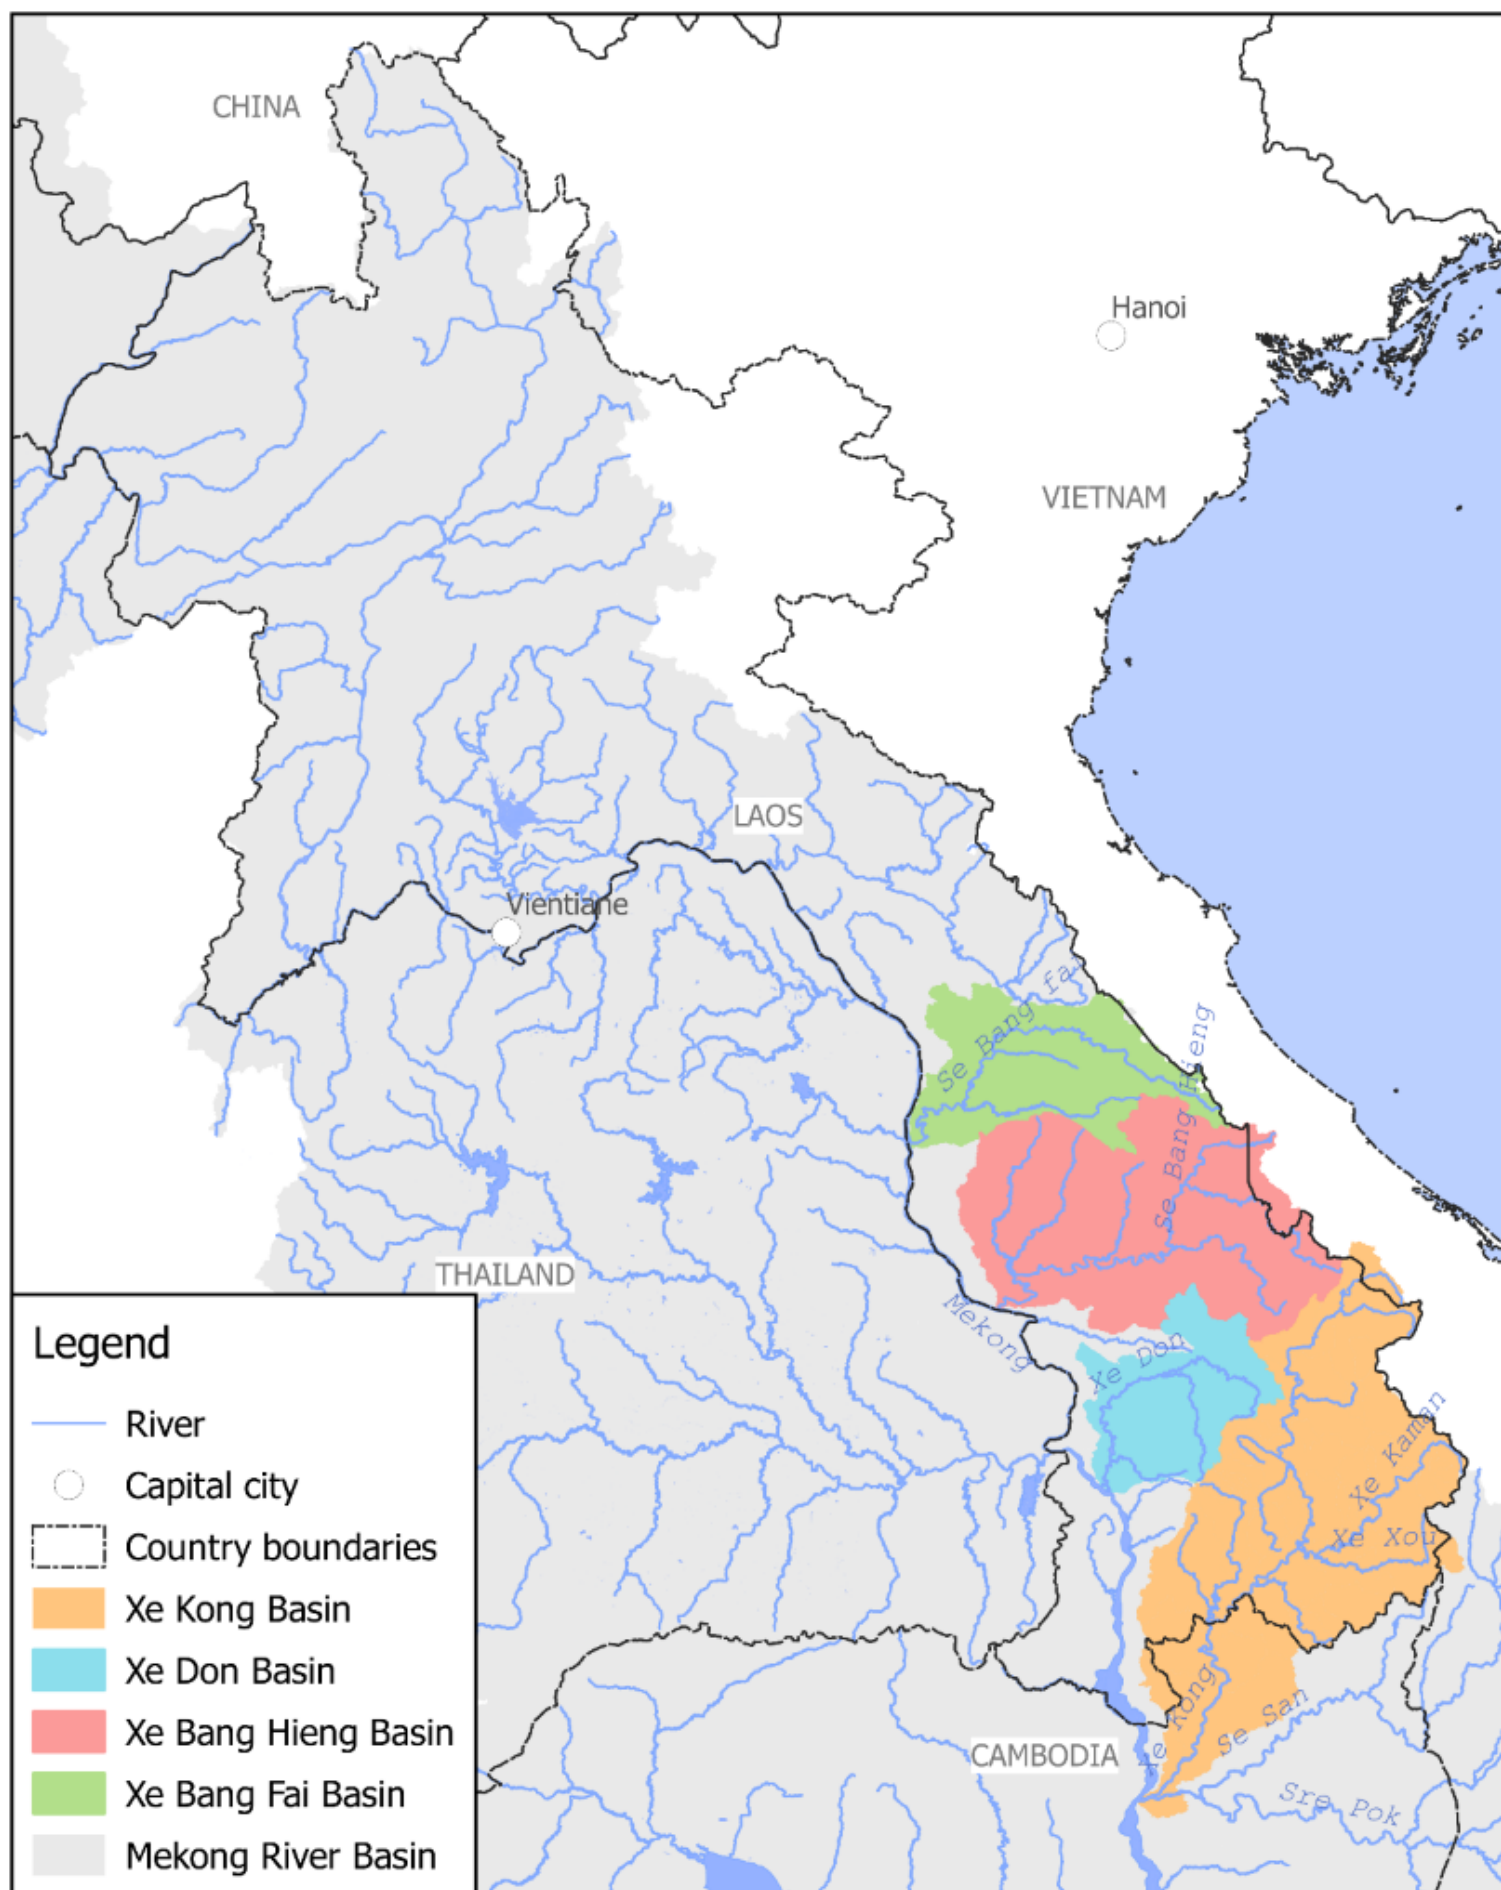 CHINA
Hanoi
VIETNAM
LAOS
Vientiane
Se Bang fai
Se Bang Hieng
THAILAND
Mekong
Xe Don
Xe Kaman
Xe Xou
Xe Kong
Se San
CAMBODIA
Sre Pok
Legend
River
Capital city
Country boundaries
Xe Kong Basin
Xe Don Basin
Xe Bang Hieng Basin
Xe Bang Fai Basin
Mekong River Basin